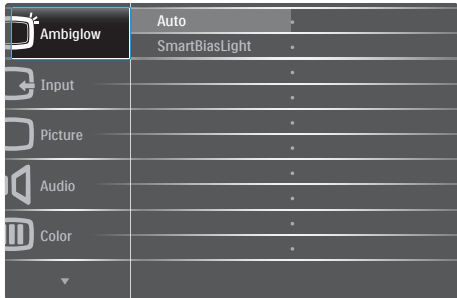 Ambiglow
Auto
SmartBiasLight
Input
Picture
Audio
Color